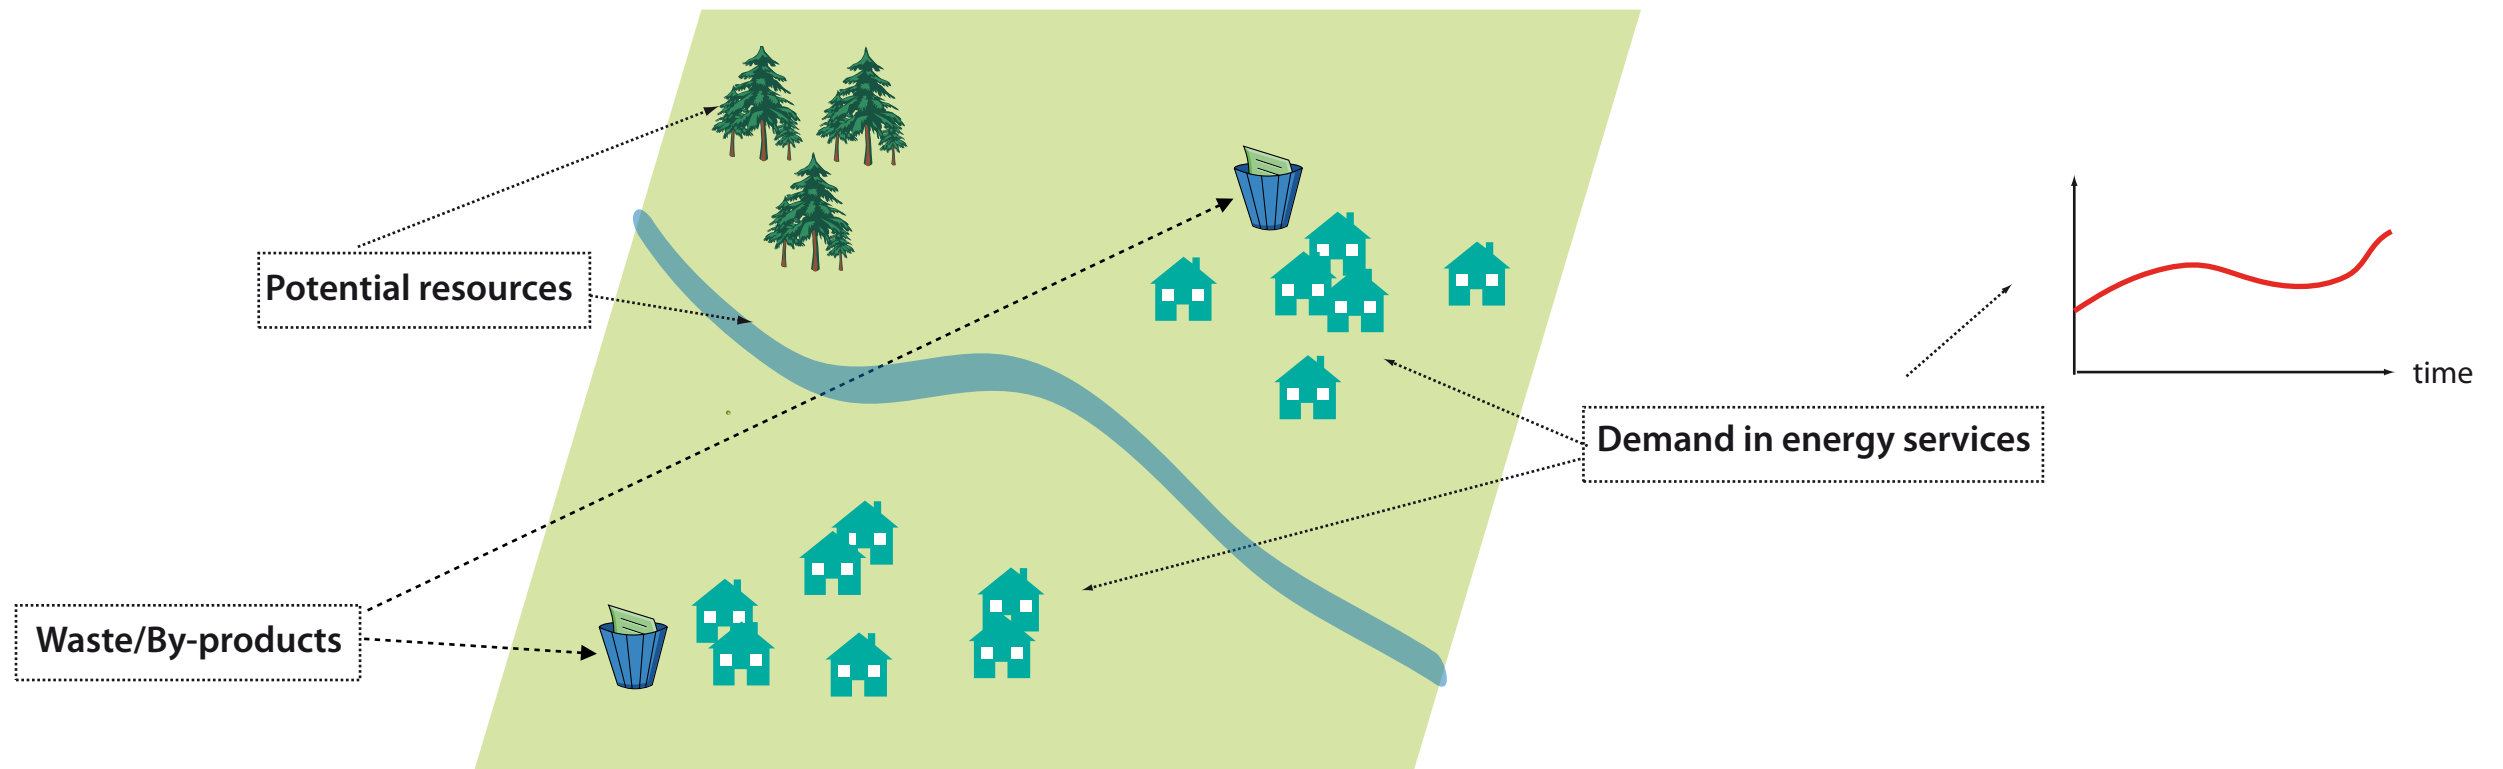 Potential resources
time
Demand in energy services
Waste/By-products